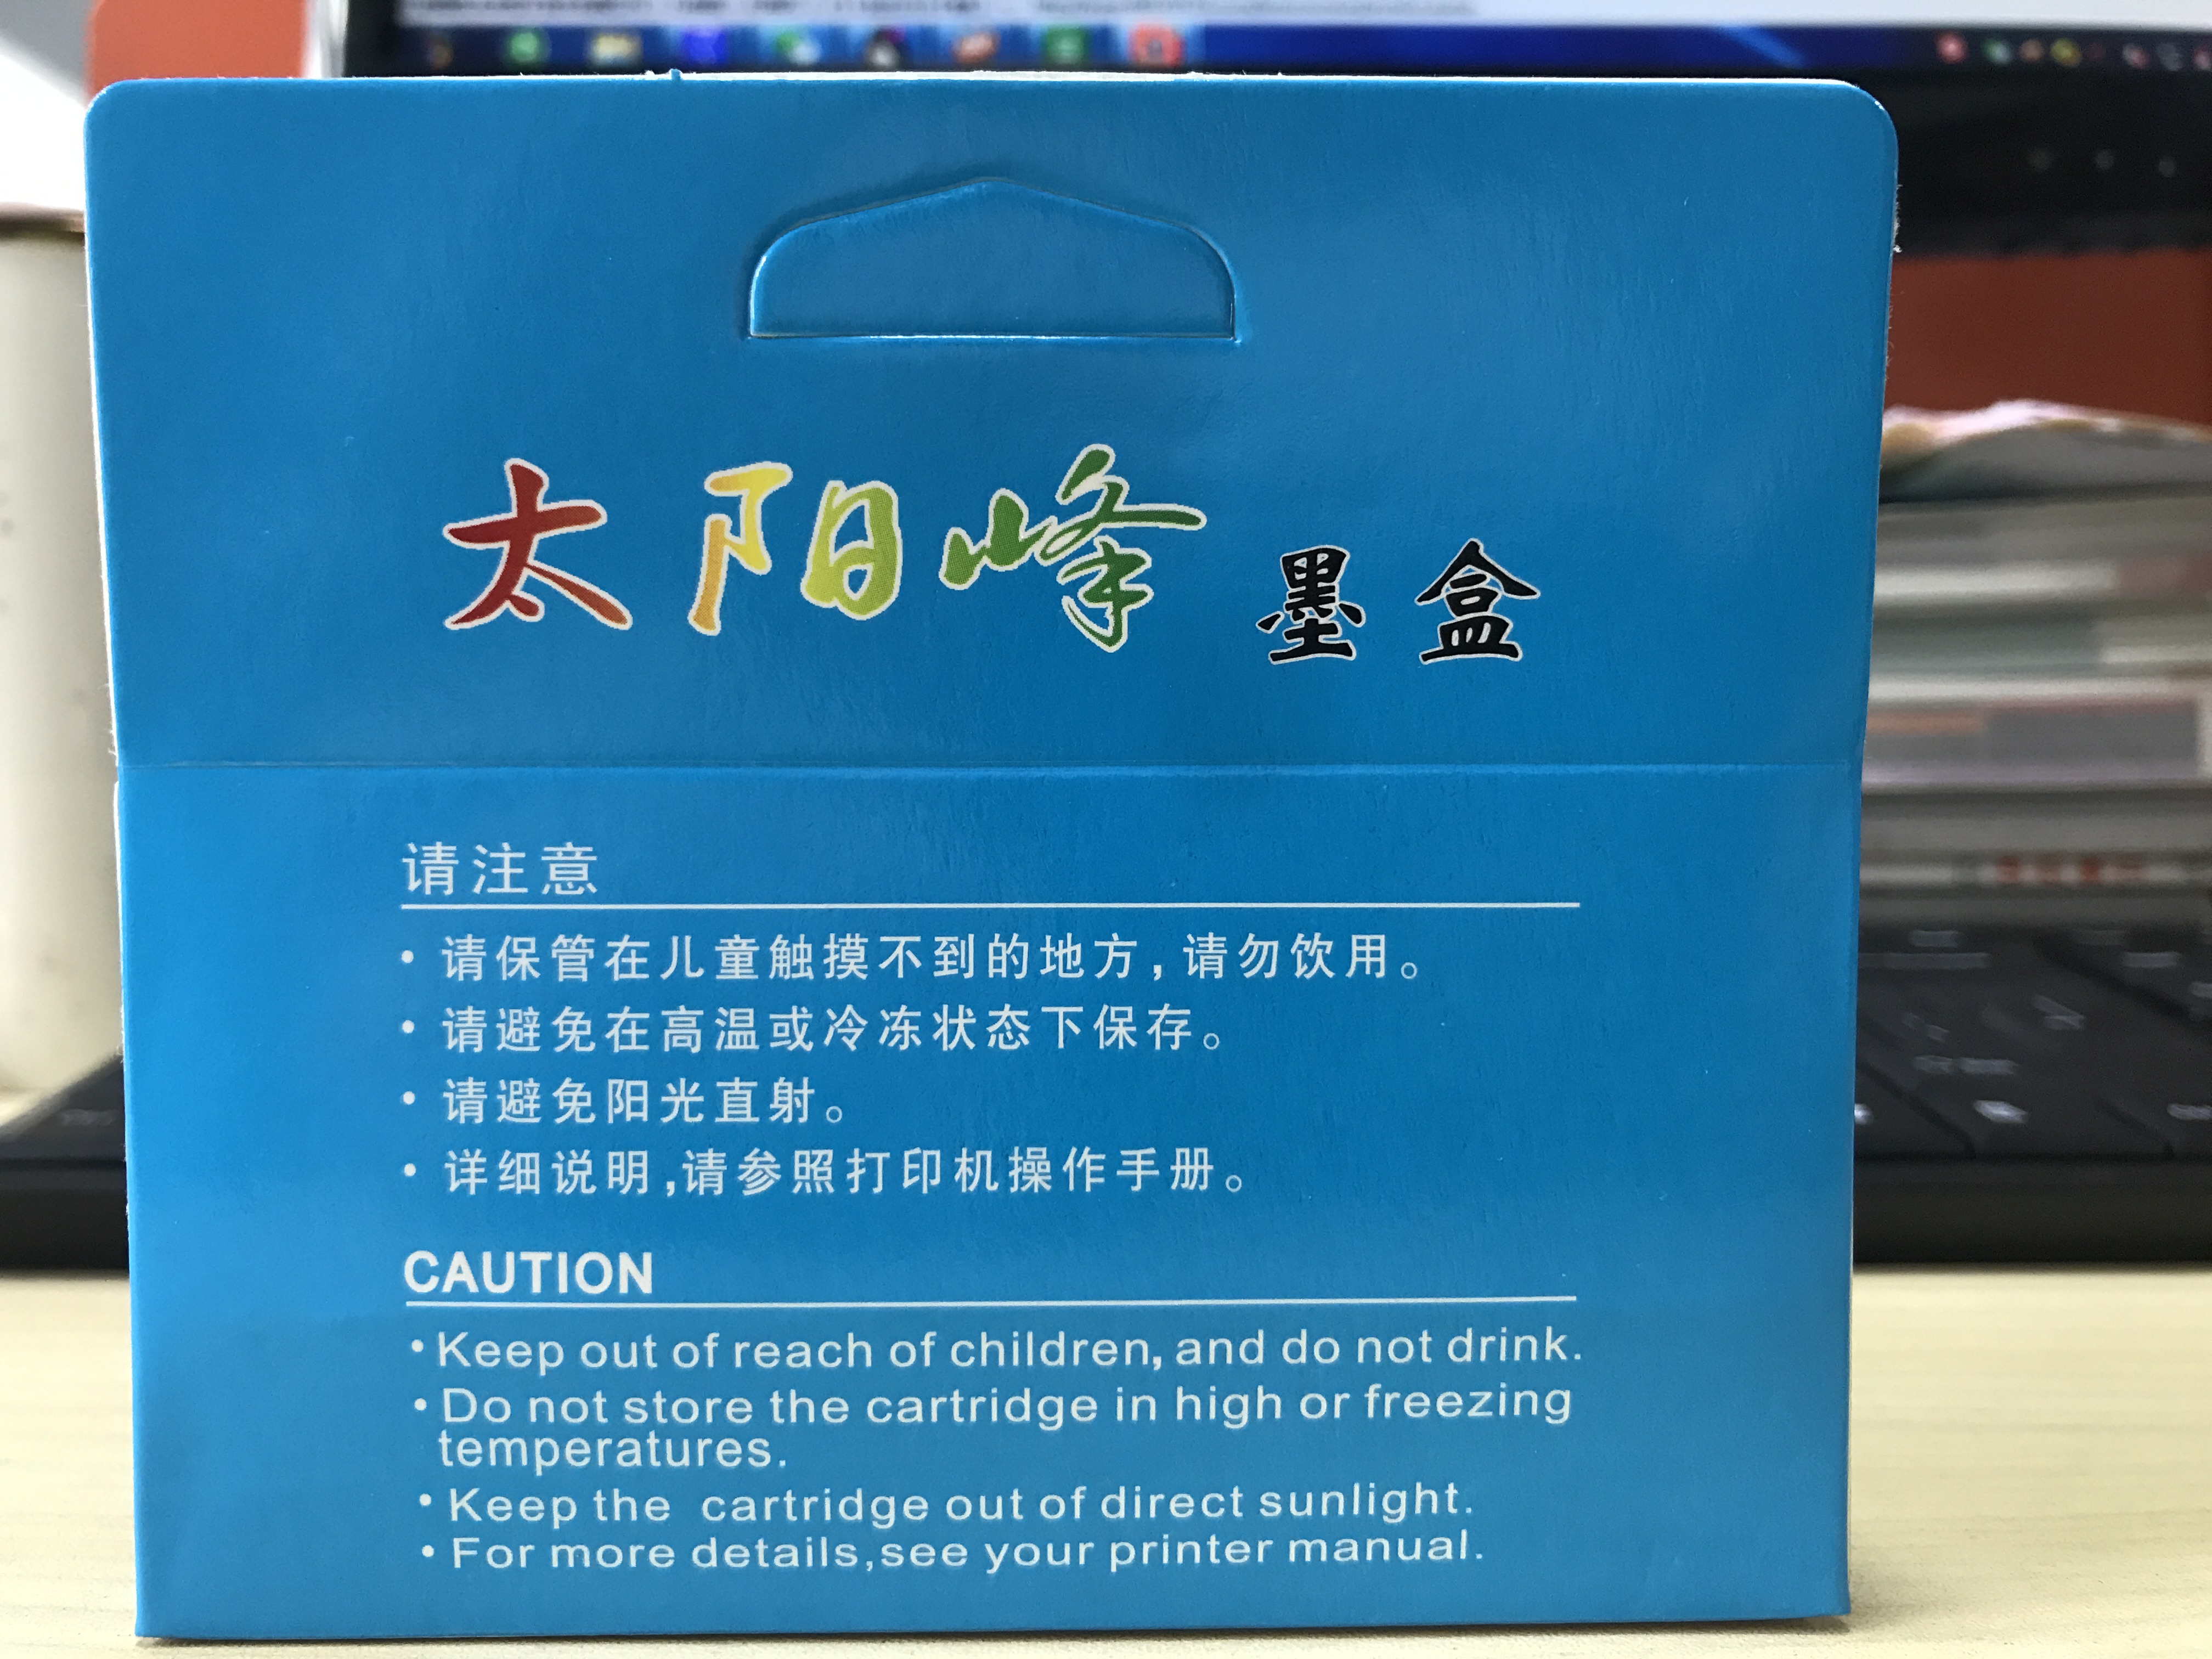 太阳峰 墨盒
请注意
• 请保管在儿童触摸不到的地方,请勿饮用。
• 请避免在高温或冷冻状态下保存。
• 请避免阳光直射。
• 详细说明,请参照打印机操作手册。
CAUTION
• Keep out of reach of children, and do not drink.
• Do not store the cartridge in high or freezing
temperatures.
• Keep the cartridge out of direct sunlight.
• For more details,see your printer manual.